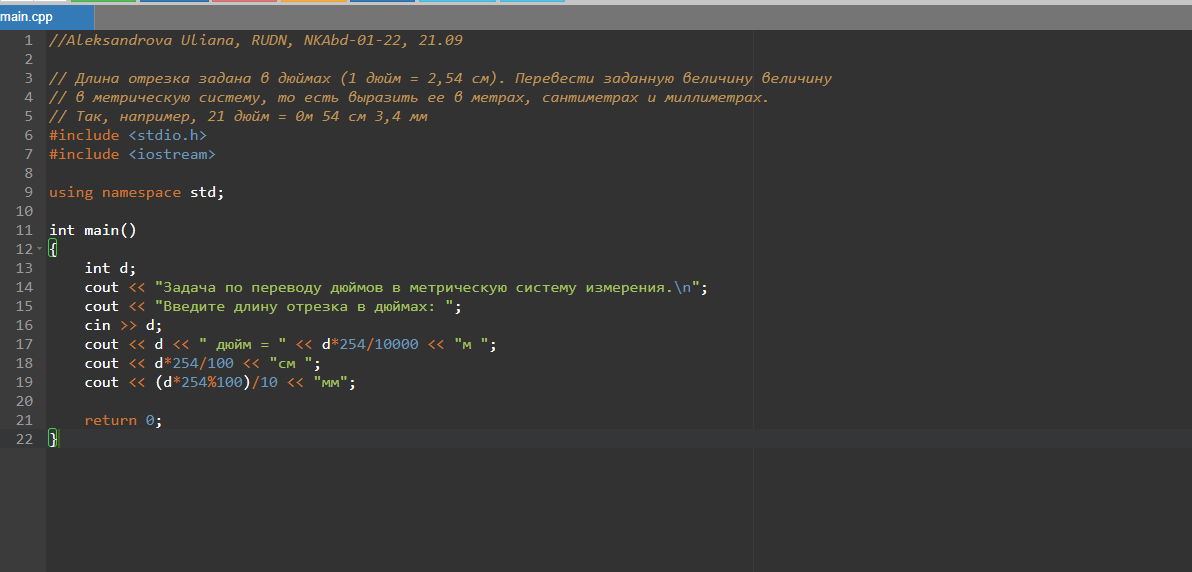 main.cpp
1 //Aleksandrova Uliana, RUDN, NKAbd-01-22, 21.09
2
3 // Длина отрезка задана в дюймах (1 дюйм = 2,54 см). Перевести заданную величину величину
4 // в метрическую систему, то есть выразить ее в метрах, сантиметрах и миллиметрах.
5 // Так, например, 21 дюйм = 0м 54 см 3,4 мм
6 #include <stdio.h>
7 #include <iostream>
8
9 using namespace std;
10
11 int main()
12 {
13     int d;
14     cout << "Задача по переводу дюймов в метрическую систему измерения.\n";
15     cout << "Введите длину отрезка в дюймах: ";
16     cin >> d;
17     cout << d << " дюйм = " << d*254/10000 << "м ";
18     cout << d*254/100 << "см ";
19     cout << (d*254%100)/10 << "мм";
20
21     return 0;
22 }